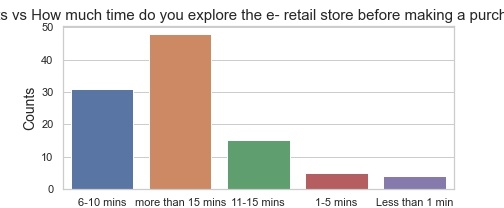 s vs How much time do you explore the e- retail store before making a purch
50
40
30
20
10
0
Counts
6-10 mins more than 15 mins 11-15 mins 1-5 mins Less than 1 min